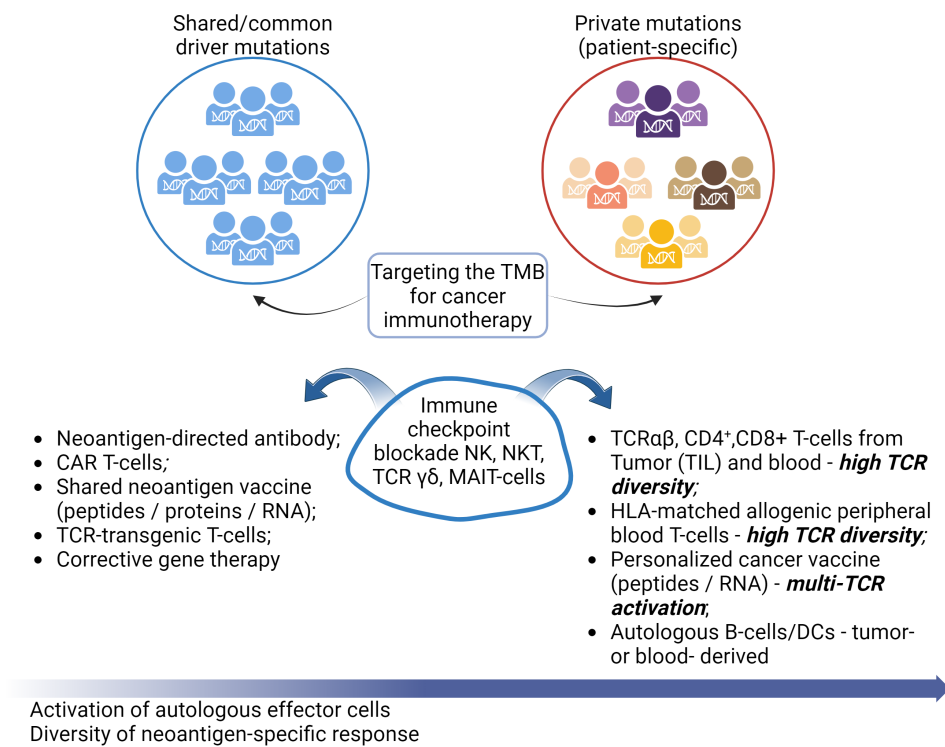 Shared/common
driver mutations
Private mutations
(patient-specific)
Targeting the TMB
for cancer
immunotherapy
Immune
checkpoint
blockade NK, NKT,
TCR γδ, MAIT-cells
• Neoantigen-directed antibody;
• CAR T-cells;
• Shared neoantigen vaccine
(peptides / proteins / RNA);
• TCR-transgenic T-cells;
• Corrective gene therapy
• TCRαβ, CD4⁺,CD8+ T-cells from
Tumor (TIL) and blood - high TCR
diversity;
• HLA-matched allogenic peripheral
blood T-cells - high TCR diversity;
• Personalized cancer vaccine
(peptides / RNA) - multi-TCR
activation;
• Autologous B-cells/DCs - tumor-
or blood- derived
Activation of autologous effector cells
Diversity of neoantigen-specific response